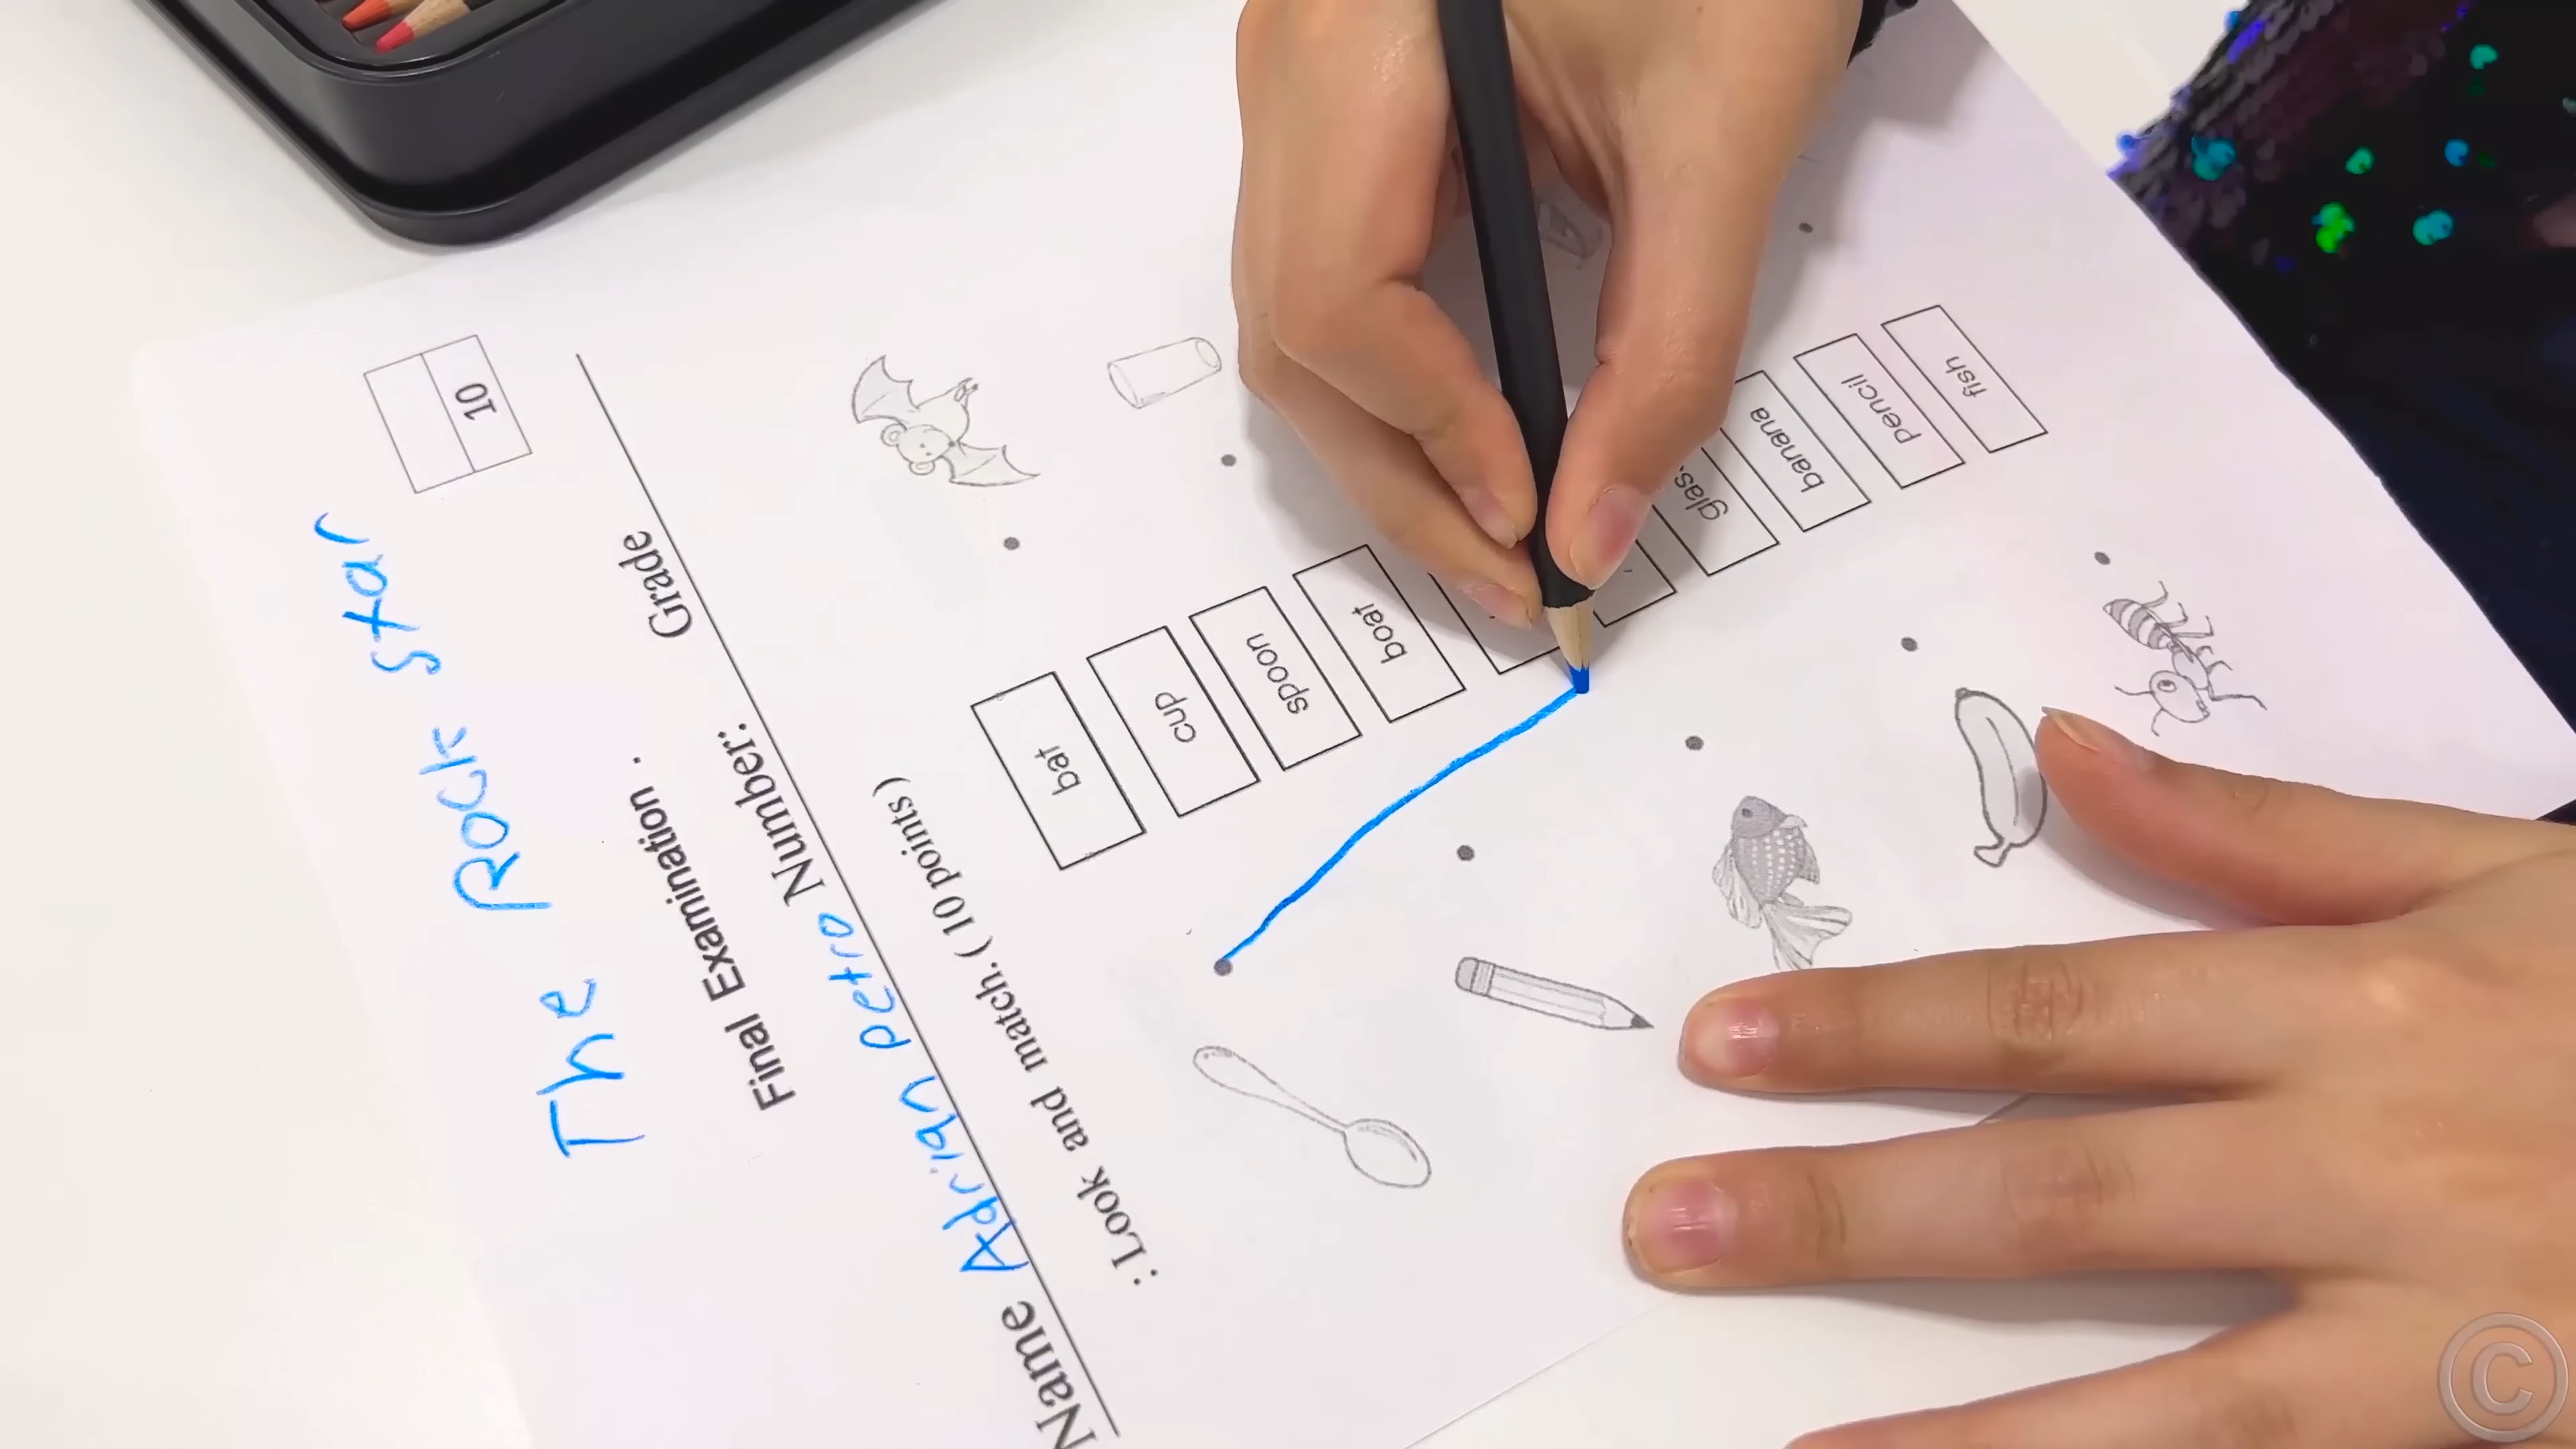 The Rock Star
10
Final Examination .
Name Adrian Petro Number: Grade
: Look and match. ( 10 points )
bat
cup
spoon
boat
banana
pencil
fish
©